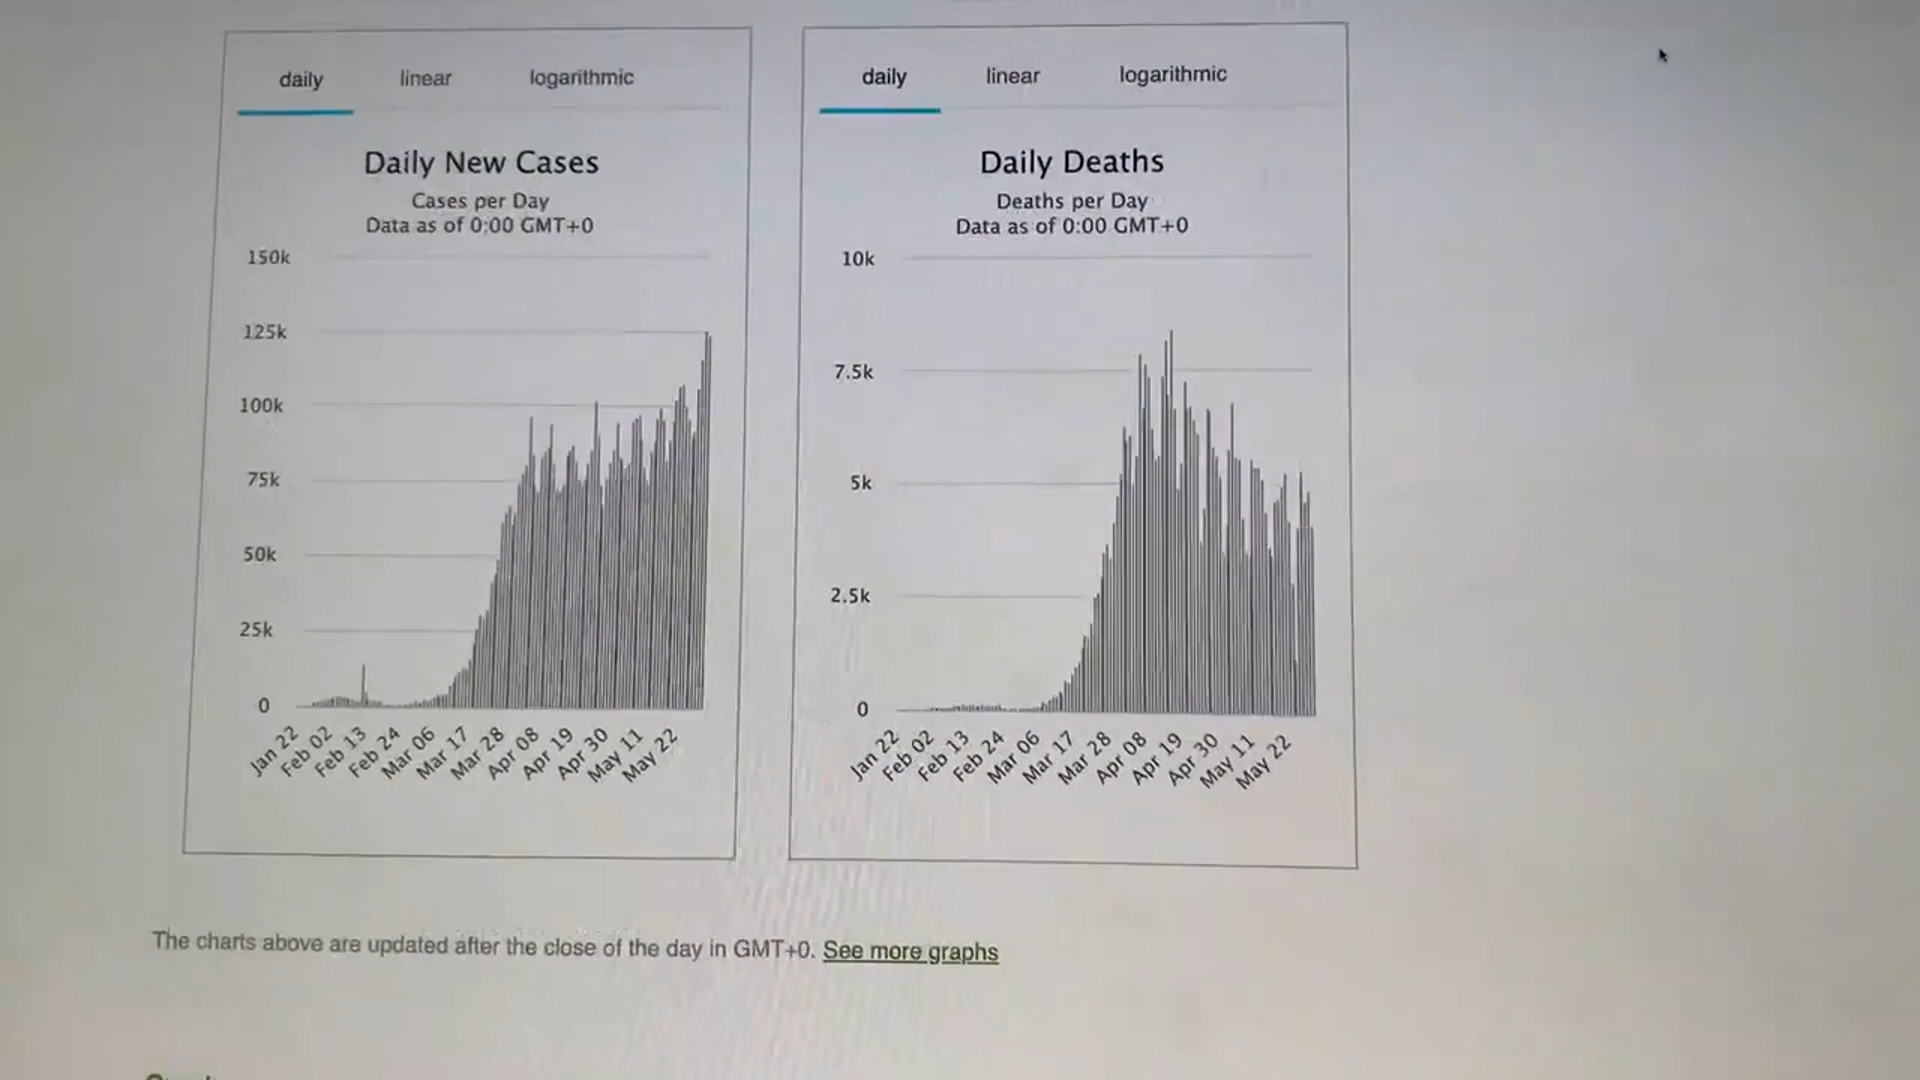 daily linear logarithmic
Daily New Cases
Cases per Day
Data as of 0:00 GMT+0
150k
125k
100k
75k
50k
25k
0
Jan 22 Feb 02 Feb 13 Feb 24 Mar 06 Mar 17 Mar 28 Apr 08 Apr 19 Apr 30 May 11 May 22
daily linear logarithmic
Daily Deaths
Deaths per Day
Data as of 0:00 GMT+0
10k
7.5k
5k
2.5k
0
Jan 22 Feb 02 Feb 13 Feb 24 Mar 06 Mar 17 Mar 28 Apr 08 Apr 19 Apr 30 May 11 May 22
The charts above are updated after the close of the day in GMT+0. See more graphs